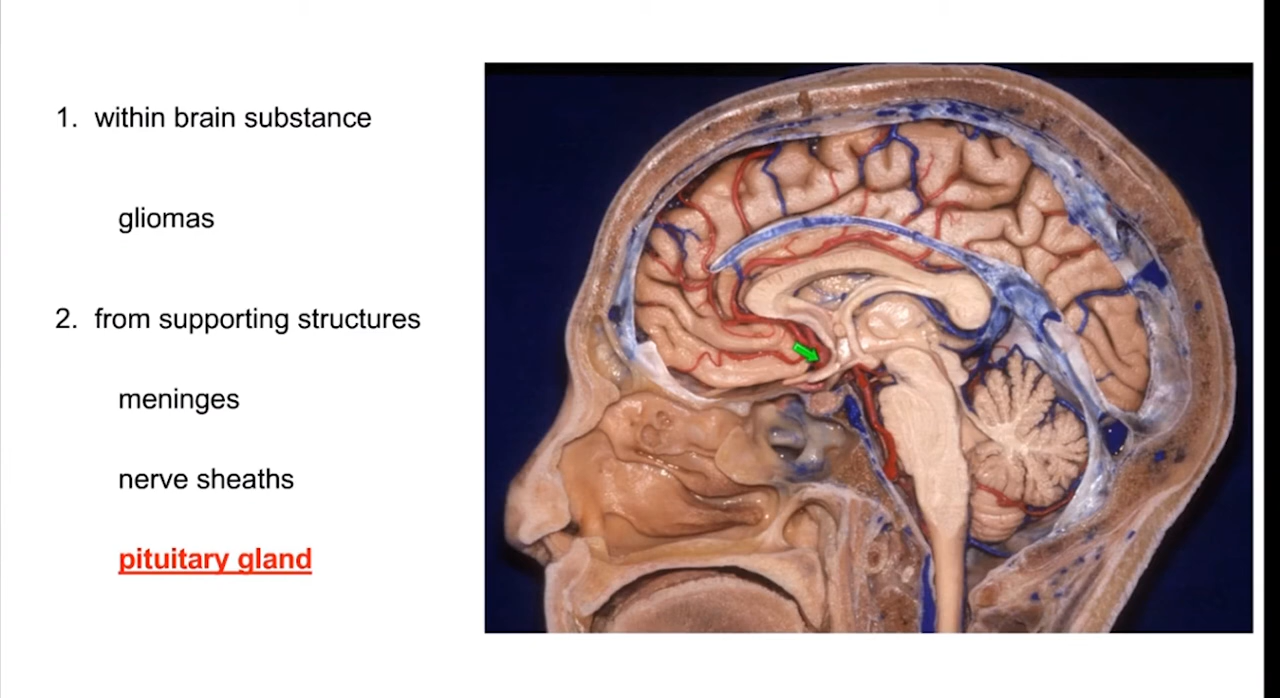 1. within brain substance
gliomas
2. from supporting structures
meninges
nerve sheaths
pituitary gland